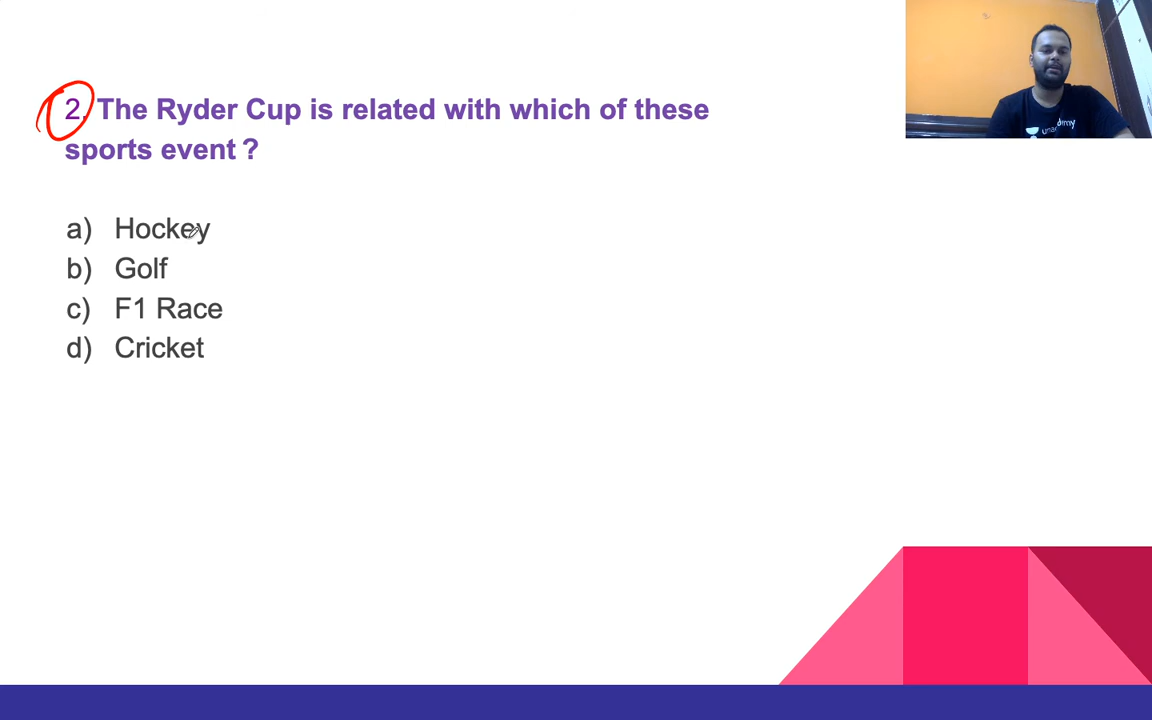 2. The Ryder Cup is related with which of these
sports event ?
a) Hockey
b) Golf
c) F1 Race
d) Cricket